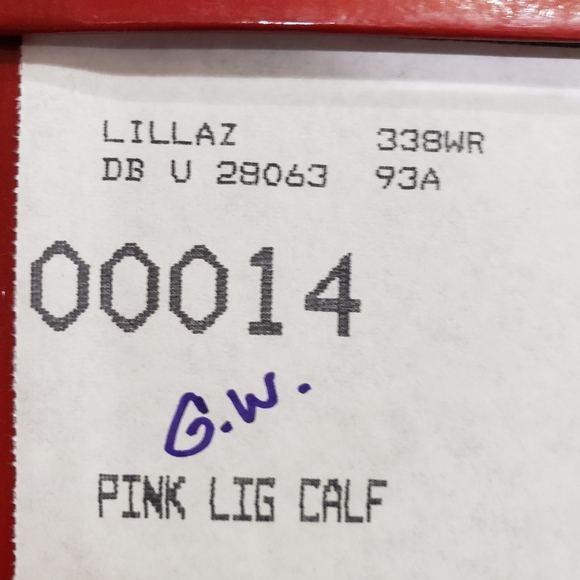 LILLAZ 338WR
DB U 28063 93A
00014
G.W.
PINK LIG CALF